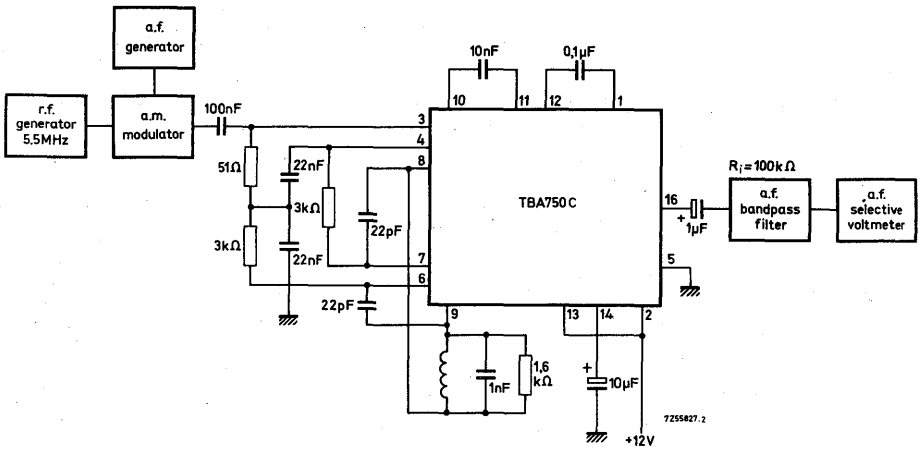 a.f.
generator
r.f.
generator
5.5MHz
a.m.
modulator
100nF
51Ω
3kΩ
22nF
22nF
3kΩ
22pF
22pF
10nF
0,1µF
10
11
12
1
3
4
8
7
6
9
13
14
2
16
5
TBA750C
+
1µF
Ri=100kΩ
a.f.
bandpass
filter
a.f.
selective
voltmeter
1nF
1,6
kΩ
+
10µF
+12V
7Z55827.2